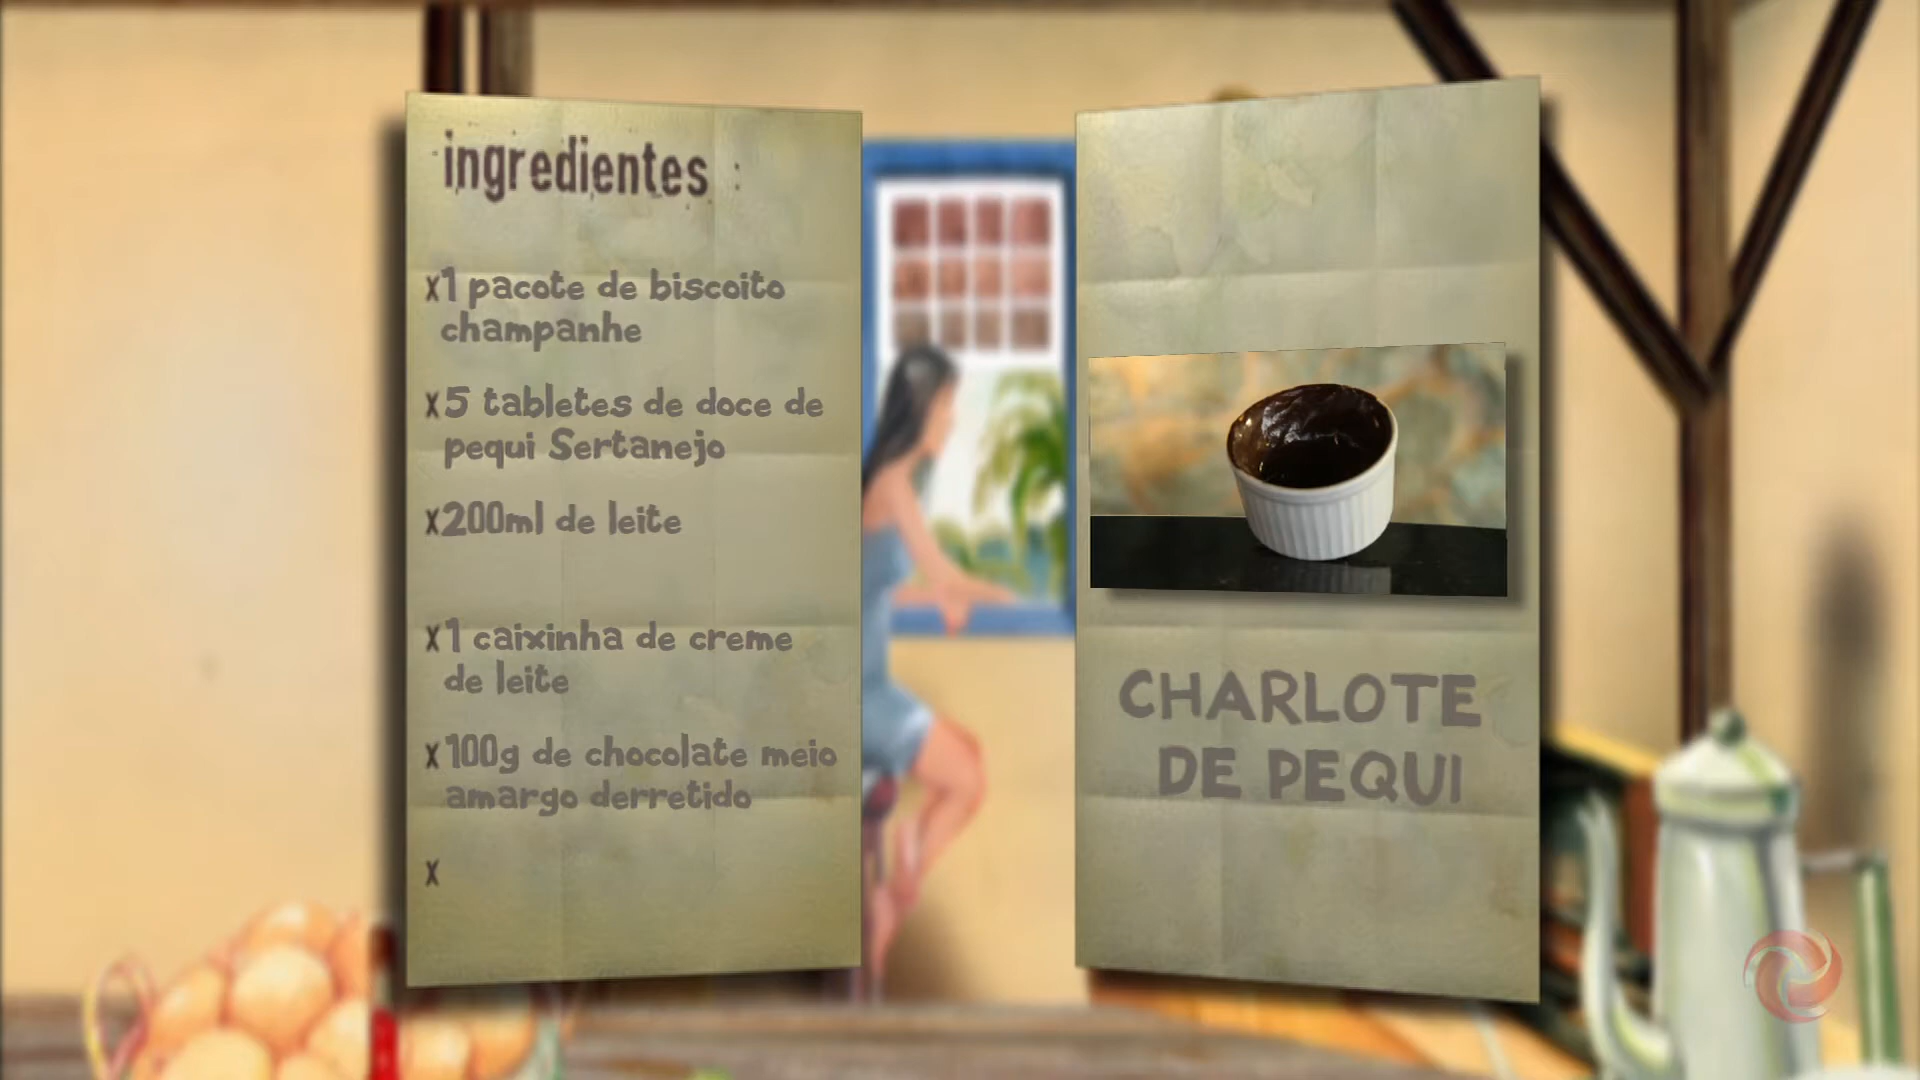 ingredientes :
x1 pacote de biscoito
champanhe
x5 tabletes de doce de
pequi Sertanejo
x200ml de leite
x1 caixinha de creme
de leite
x100g de chocolate meio
amargo derretido
x
CHARLOTE
DE PEQUI